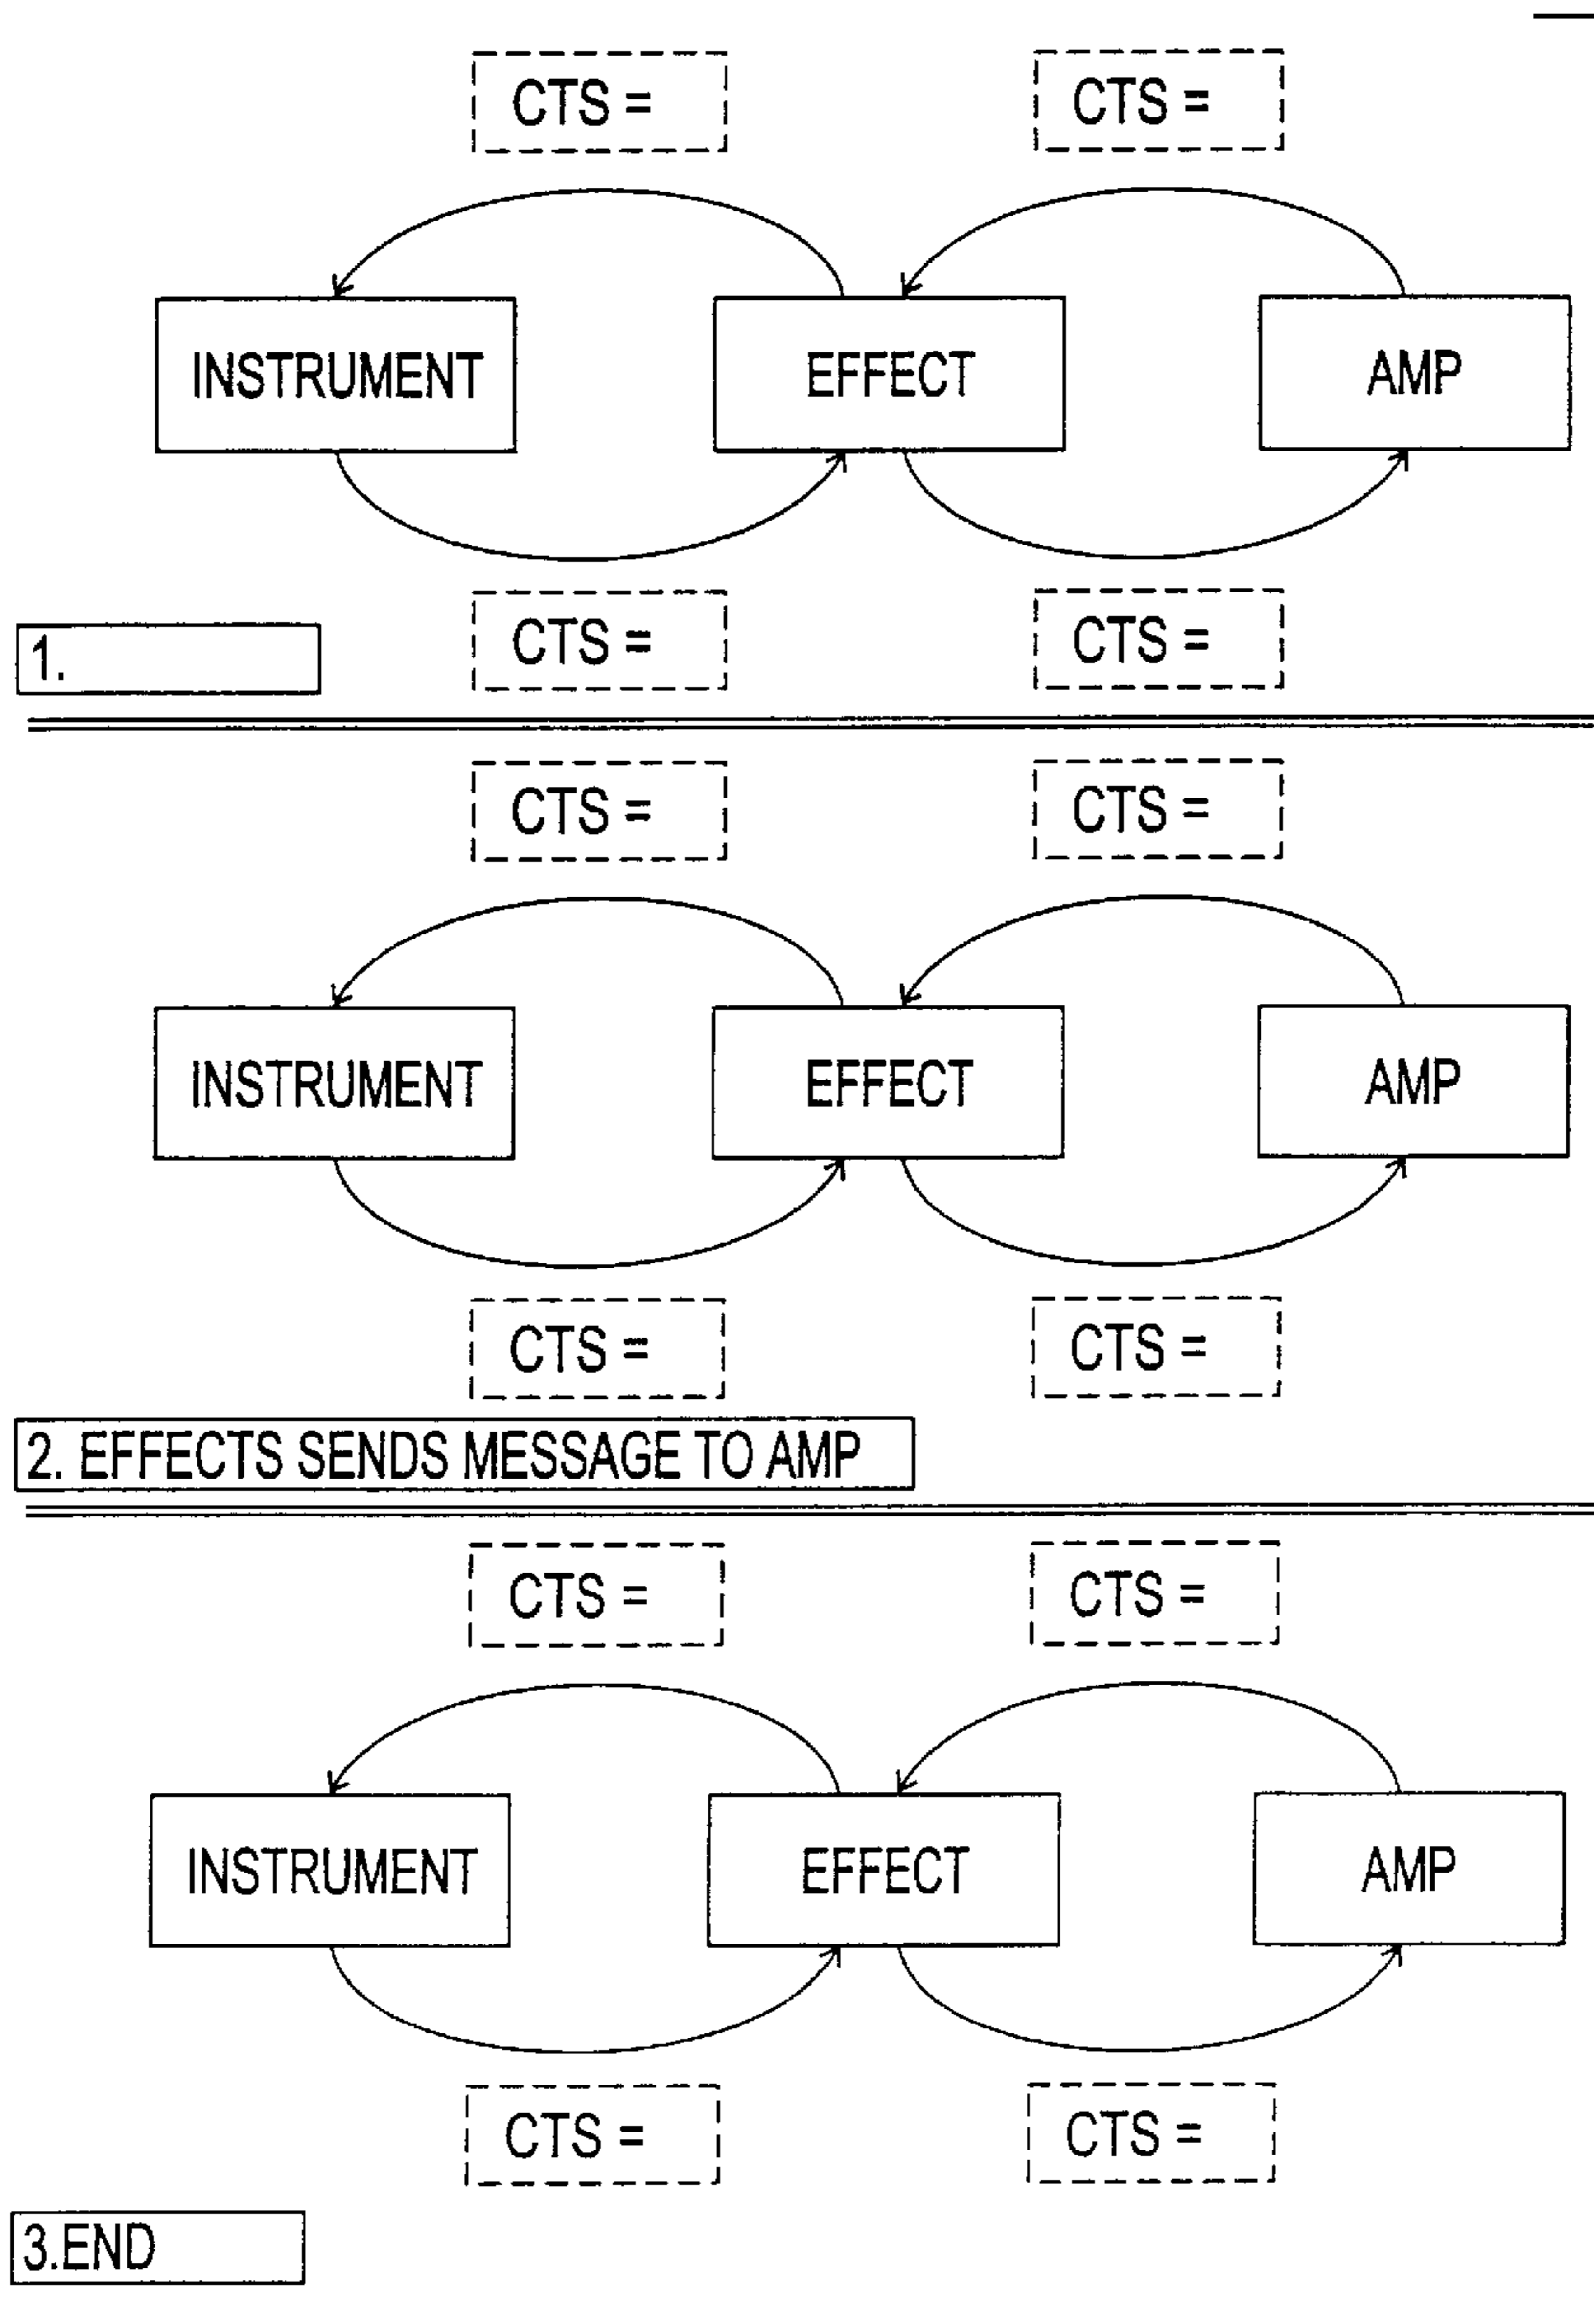 CTS = CTS =
INSTRUMENT EFFECT AMP
CTS = CTS =
1.
CTS = CTS =
INSTRUMENT EFFECT AMP
CTS = CTS =
2. EFFECTS SENDS MESSAGE TO AMP
CTS = CTS =
INSTRUMENT EFFECT AMP
CTS = CTS =
3.END